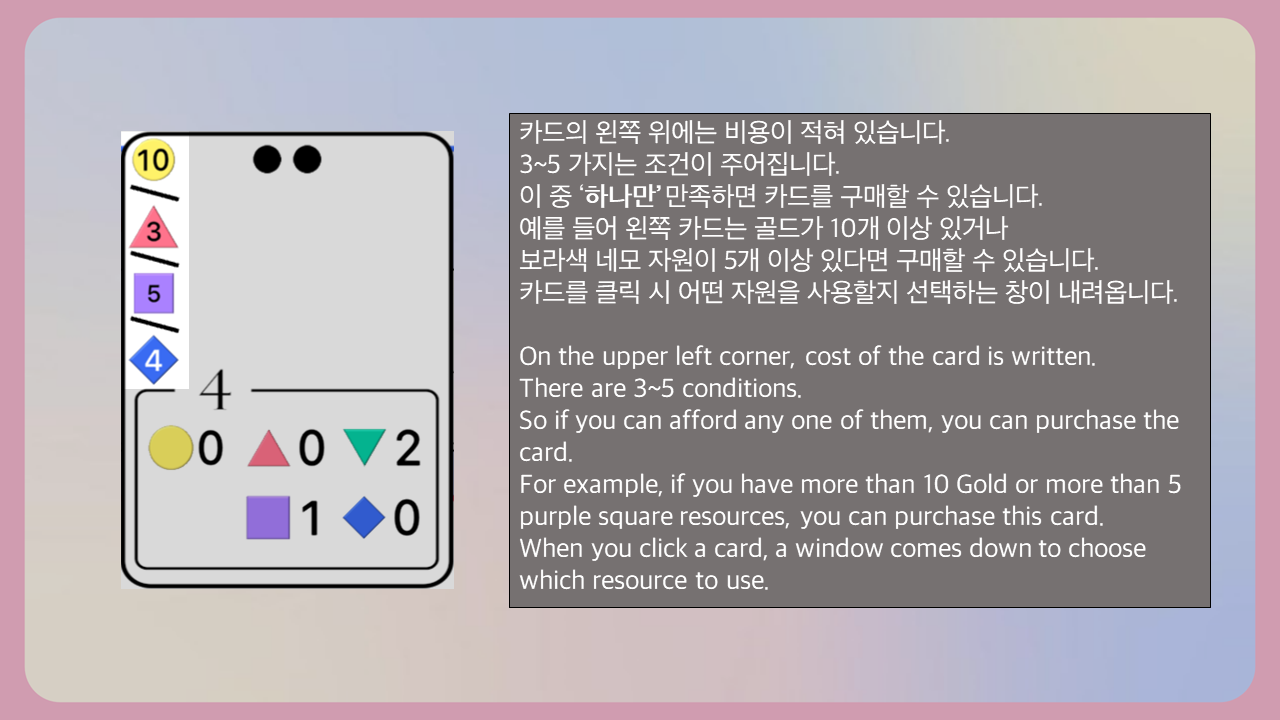 10
3
5
4
4
0 0 2
1 0
카드의 왼쪽 위에는 비용이 적혀 있습니다.
3~5 가지는 조건이 주어집니다.
이 중 ‘하나만’ 만족하면 카드를 구매할 수 있습니다.
예를 들어 왼쪽 카드는 골드가 10개 이상 있거나
보라색 네모 자원이 5개 이상 있다면 구매할 수 있습니다.
카드를 클릭 시 어떤 자원을 사용할지 선택하는 창이 내려옵니다.
On the upper left corner, cost of the card is written.
There are 3~5 conditions.
So if you can afford any one of them, you can purchase the
card.
For example, if you have more than 10 Gold or more than 5
purple square resources, you can purchase this card.
When you click a card, a window comes down to choose
which resource to use.